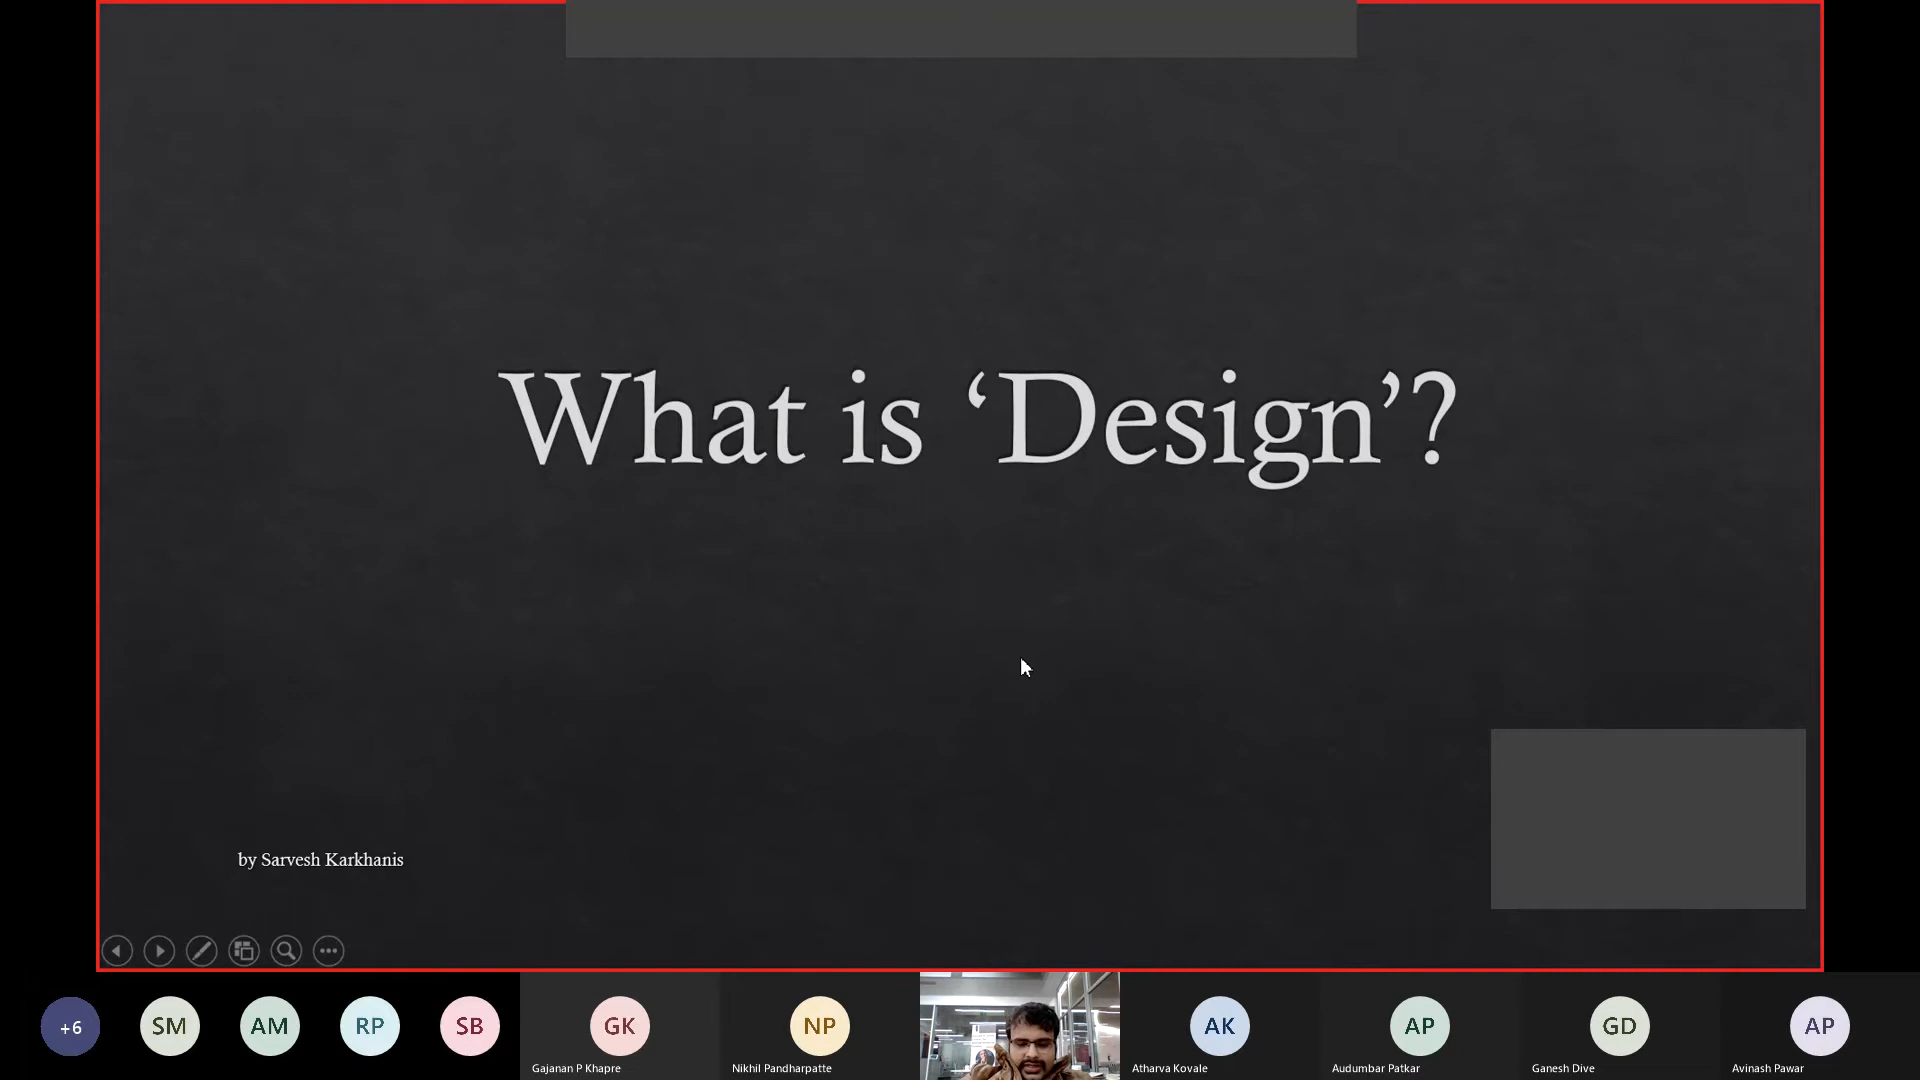 What is ‘Design’?
by Sarvesh Karkhanis
+6
SM
AM
RP
SB
GK
NP
AK
AP
GD
AP
Gajanan P Khapre
Nikhil Pandharpatte
Atharva Kovale
Audumbar Patkar
Ganesh Dive
Avinash Pawar